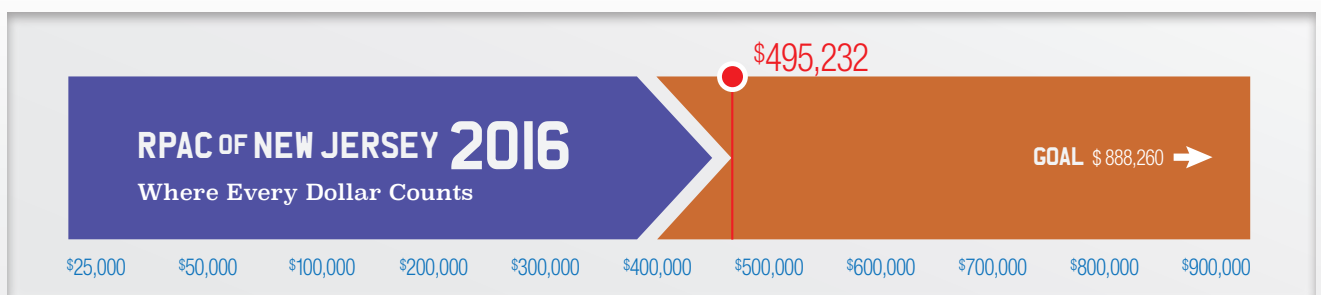 $495,232
RPAC OF NEW JERSEY 2016
Where Every Dollar Counts
GOAL $ 888,260
$25,000 $50,000 $100,000 $200,000 $300,000 $400,000 $500,000 $600,000 $700,000 $800,000 $900,000